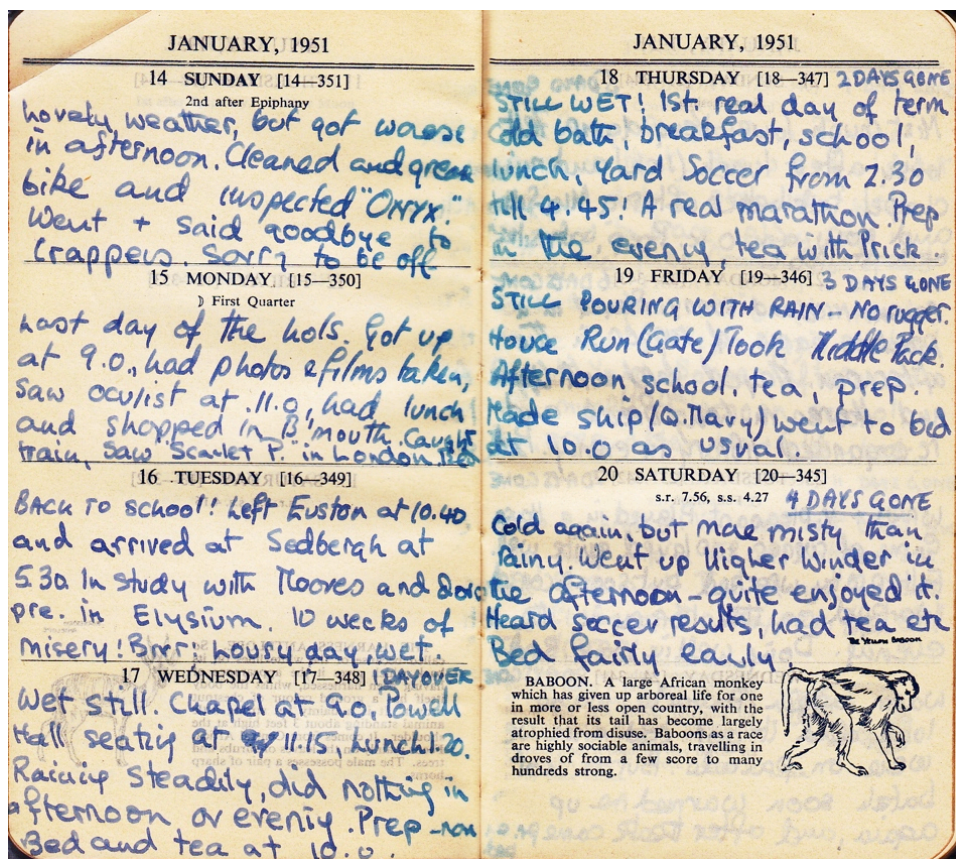 JANUARY, 1951
14 SUNDAY [14—351]
2nd after Epiphany
Lovely weather, but got worse
in afternoon. Cleaned and grease
bike and inspected "ONYX."
Went + said goodbye to
Crappers. Sorry to be off
15 MONDAY [15—350]
☽ First Quarter
Last day of the hols. Got up
at 9.0., had photos & films taken,
saw oculist at .11.0, had lunch
and shopped in B'mouth. Caught
train, Saw "Scarlet P." in London.
16 TUESDAY [16—349]
BACK TO SCHOOL! Left Euston at 10.40
and arrived at Sedbergh at
5.30. In study with and
pre. in Elysium. 10 weeks of
misery! Brrr; lousy day, wet.
17 WEDNESDAY [17—348] 1 DAY OVER
Wet still. Chapel at 9.0, Powell
Hall seating at 11.15 Lunch 1.20.
Raining steadily, did nothing in
afternoon or evenig. Prep -
Bed and tea at 10.0.
JANUARY, 1951
18 THURSDAY [18—347] 2 DAYS GONE
STILL WET! 1st. real day of term
Cold bath, breakfast, school,
lunch, Yard Soccer from 2.30
till 4.45! A real marathon. Prep
in the evening, tea with Prick.
19 FRIDAY [19—346] 3 DAYS GONE
STILL POURING WITH RAIN - No rugger.
House Run (Gate) Took Middle Pack.
Afternoon school, tea, prep.
Made ship (Q. Mary) went to bed
at 10.0 as usual
20 SATURDAY [20—345]
s.r. 7.56, s.s. 4.27 4 DAYS GONE
Cold again, but more misty than
rainy. Went up Higher Winder in
the afternoon - quite enjoyed it.
Heard soccer results, had tea etc
Bed fairly early.
The Yellow Baboon
BABOON. A large African monkey
which has given up arboreal life for one
in more or less open country, with the
result that its tail has become largely
atrophied from disuse. Baboons as a race
are highly sociable animals, travelling in
droves of from a few score to many
hundreds strong.